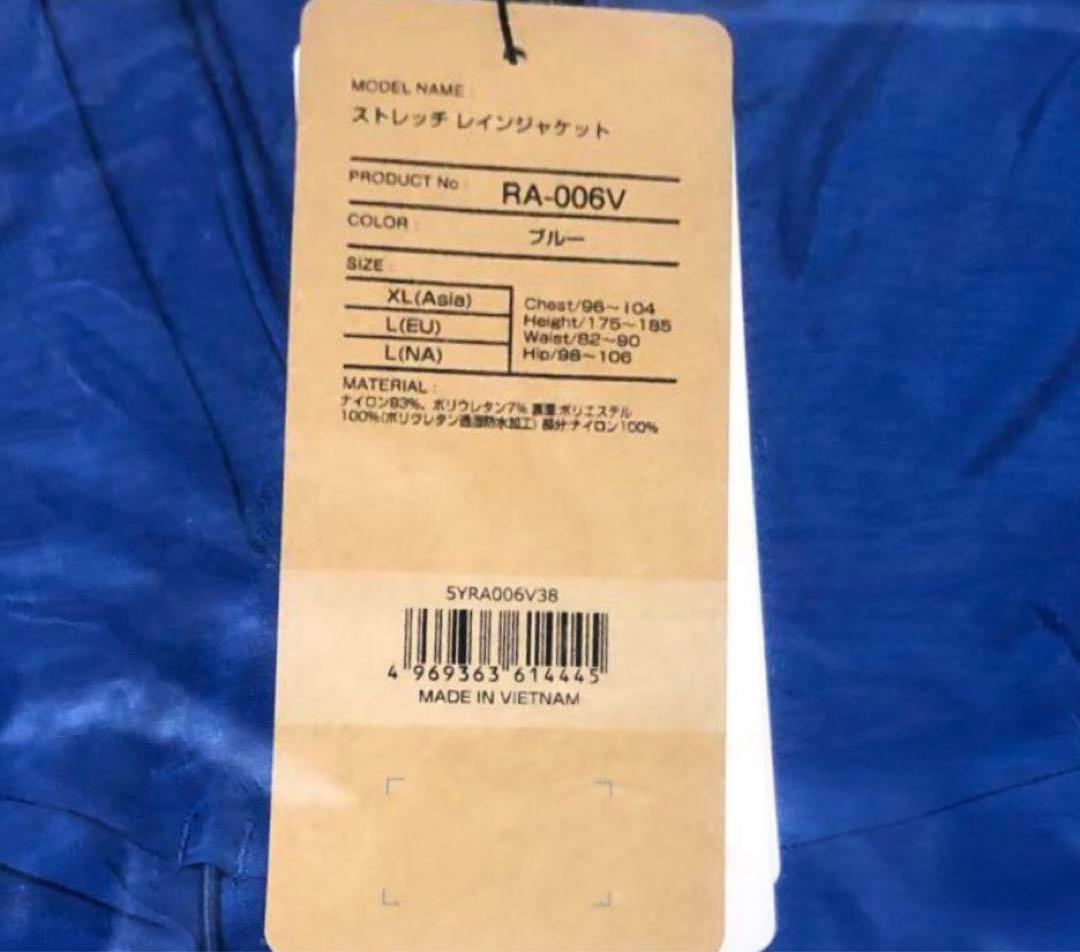 MODEL NAME :
ストレッチ レインジャケット
PRODUCT No : RA-006V
COLOR : ブルー
SIZE :
XL(Asia)
L(EU)
L(NA)
Chest/96~104
Height/175~185
Waist/82~90
Hip/98~106
MATERIAL :
ナイロン93%、ポリウレタン7% 裏面:ポリエステル
100%(ポリウレタン透湿防水加工) 部分:ナイロン100%
5YRA006V38
4 969363 614445
MADE IN VIETNAM